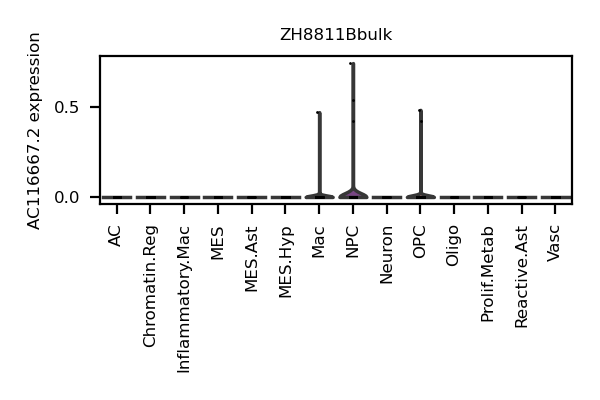 ZH8811Bbulk
AC116667.2 expression
0.5
0.0
AC
Chromatin.Reg
Inflammatory.Mac
MES
MES.Ast
MES.Hyp
Mac
NPC
Neuron
OPC
Oligo
Prolif.Metab
Reactive.Ast
Vasc